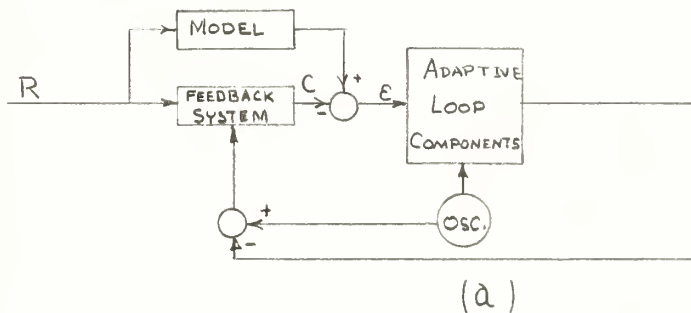 MODEL
R
FEEDBACK
SYSTEM
C
+
-
ε
ADAPTIVE
LOOP
COMPONENTS
+
-
OSC.
(a)